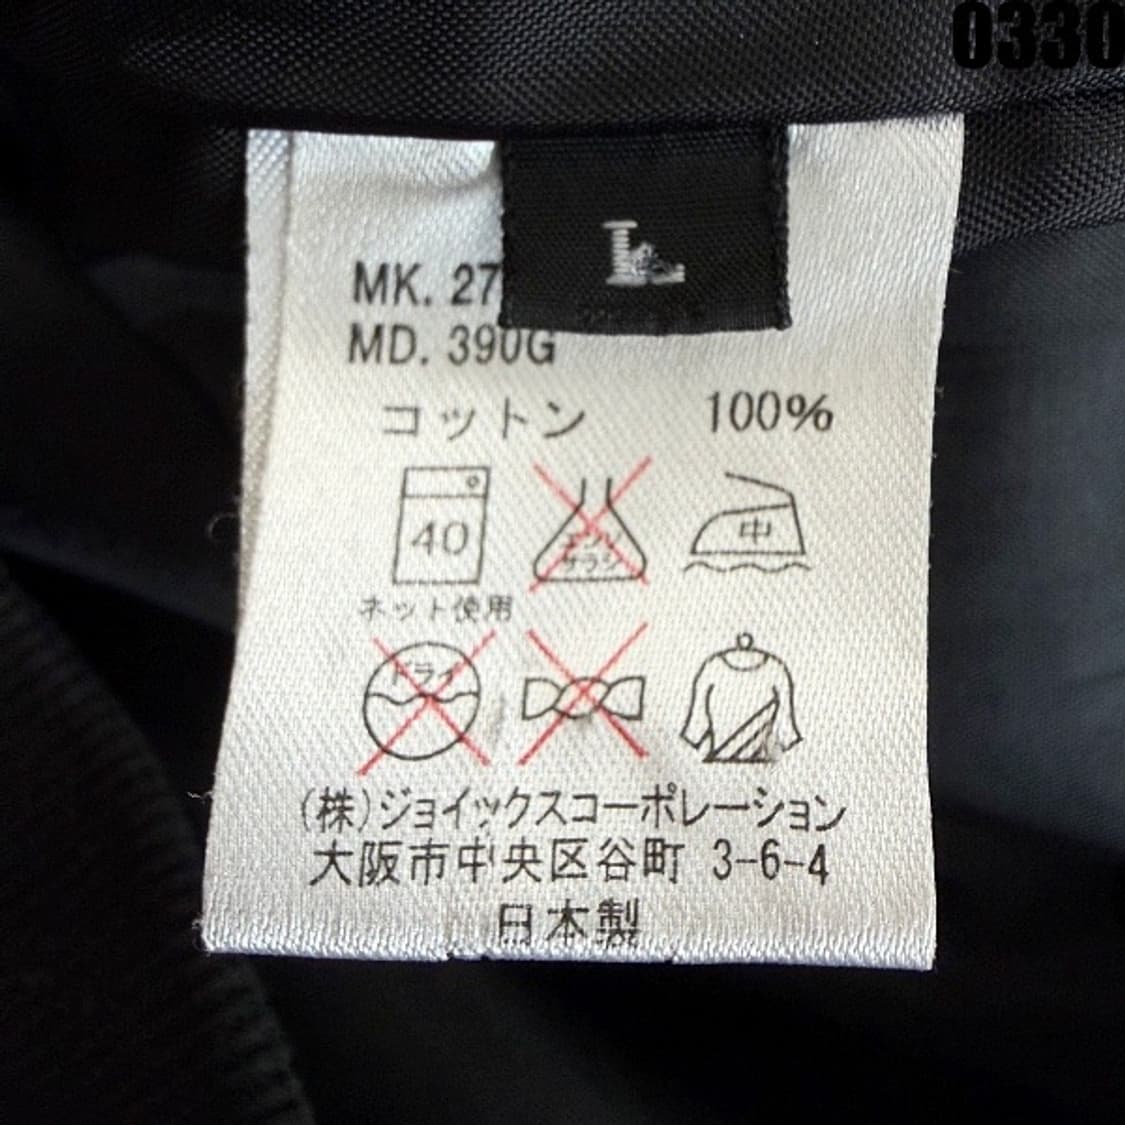 0330
L
MK. 27
MD. 390G
コットン 100%
40
エンソ
サラシ
中
ネット使用
ドライ
(株)ジョイックスコーポレーション
大阪市中央区谷町 3-6-4
日本製